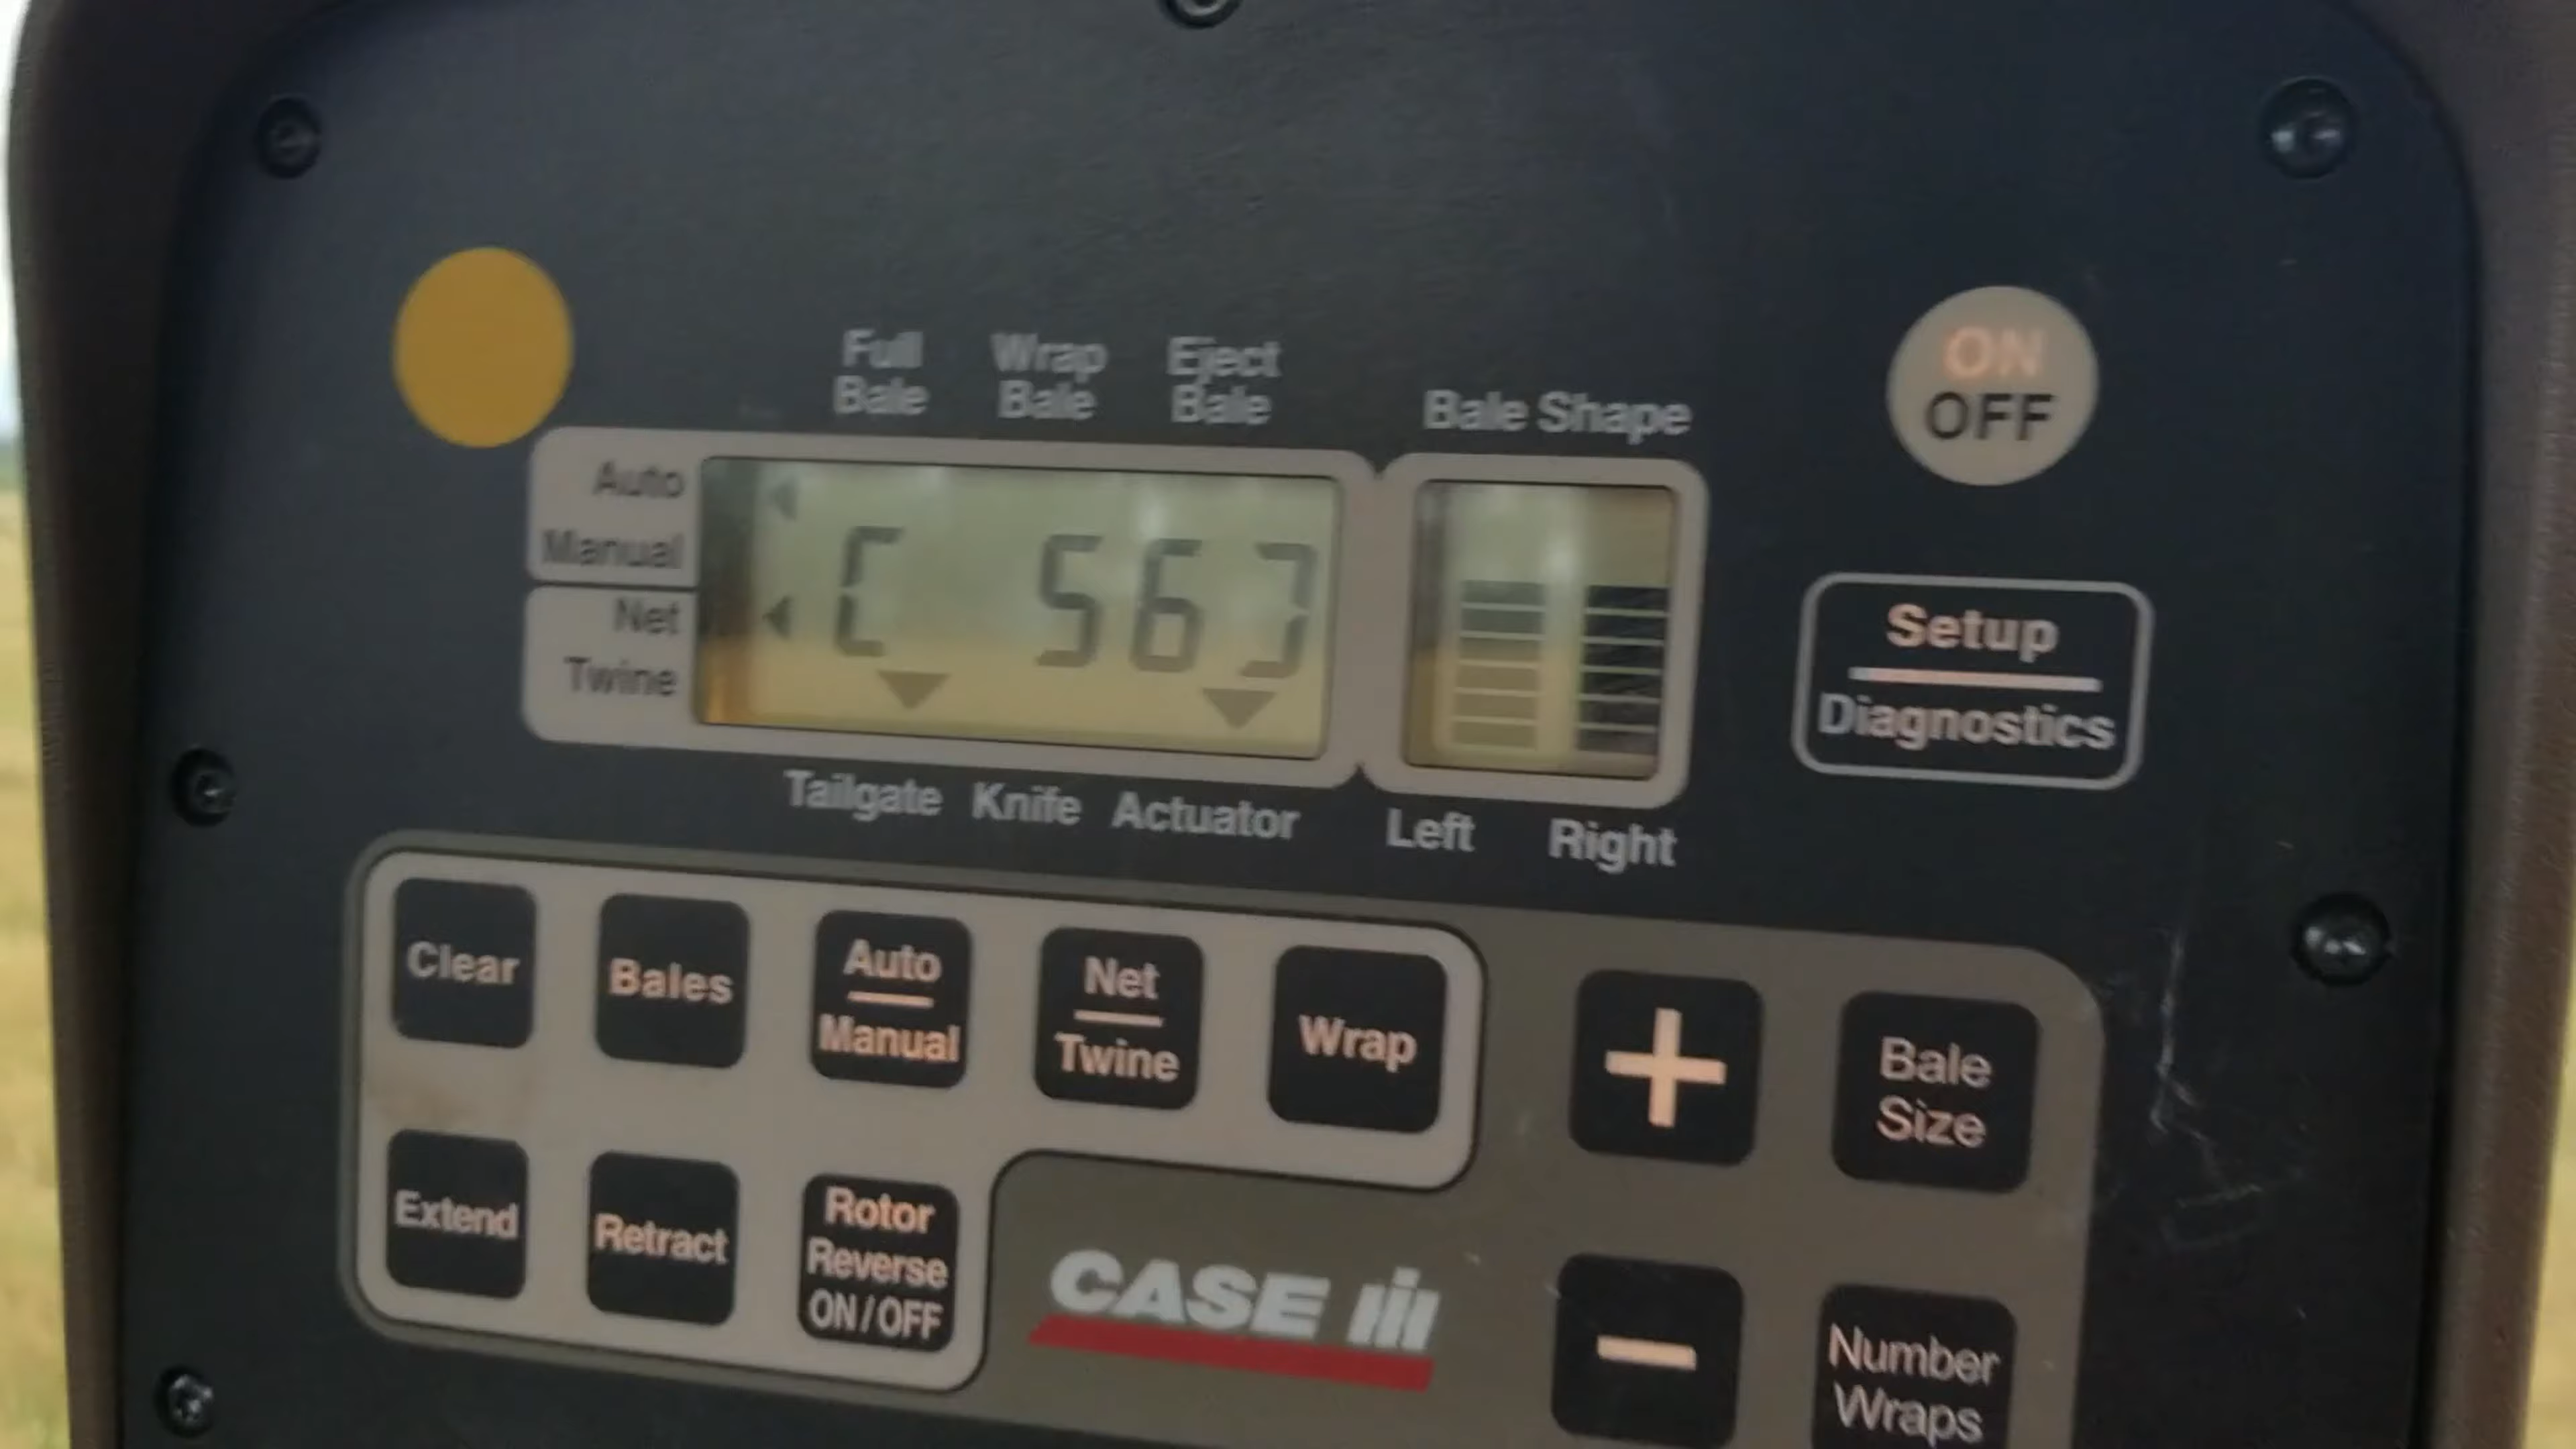 Full Bale
Wrap Bale
Eject Bale
Bale Shape
ON
OFF
Auto
Manual
Net
Twine
[ 56]
Setup
Diagnostics
Tailgate Knife Actuator
Left Right
Clear
Bales
Auto
Manual
Net
Twine
Wrap
+
Bale
Size
Extend
Retract
Rotor
Reverse
ON/OFF
CASE IH
-
Number
Wraps